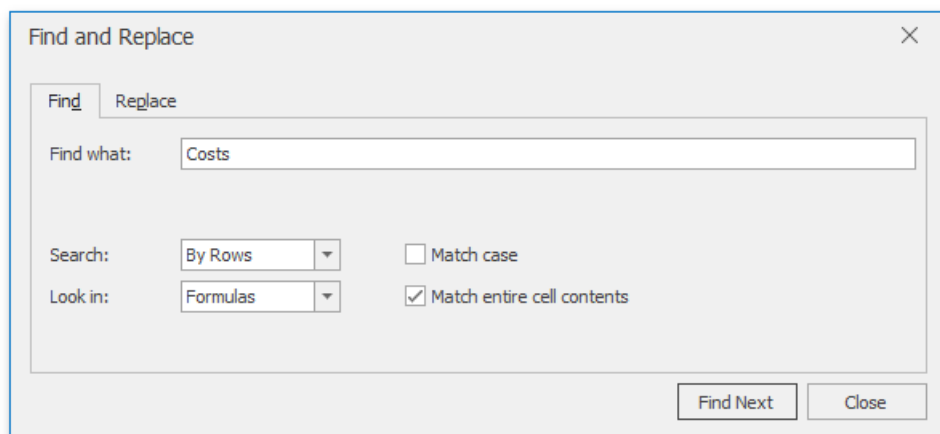 Find and Replace
Find Replace
Find what: Costs
Search: By Rows Match case
Look in: Formulas Match entire cell contents
Find Next Close